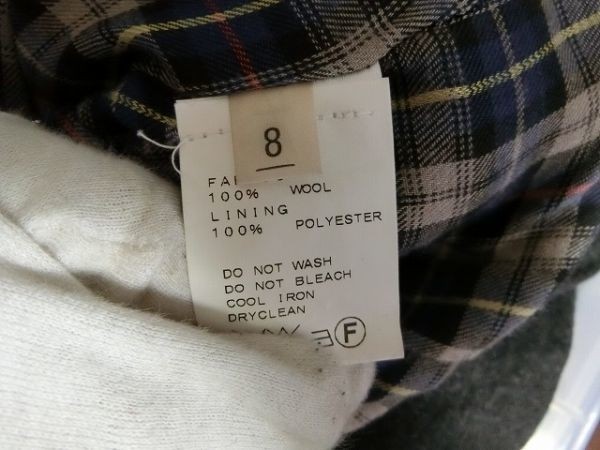 8
100% WOOL
LINING
100% POLYESTER
DO NOT WASH
DO NOT BLEACH
COOL IRON
DRYCLEAN
F